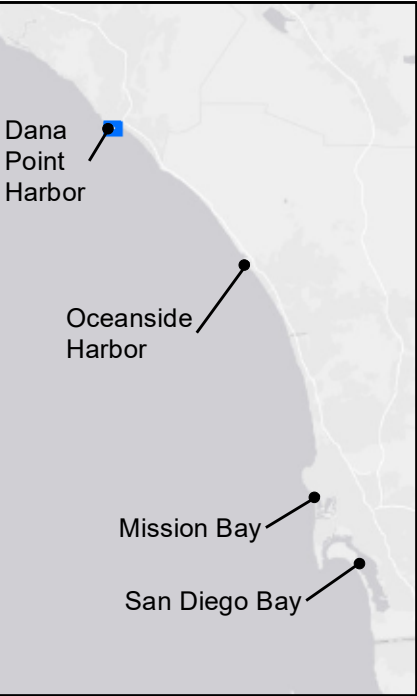 Dana
Point
Harbor
Oceanside
Harbor
Mission Bay
San Diego Bay